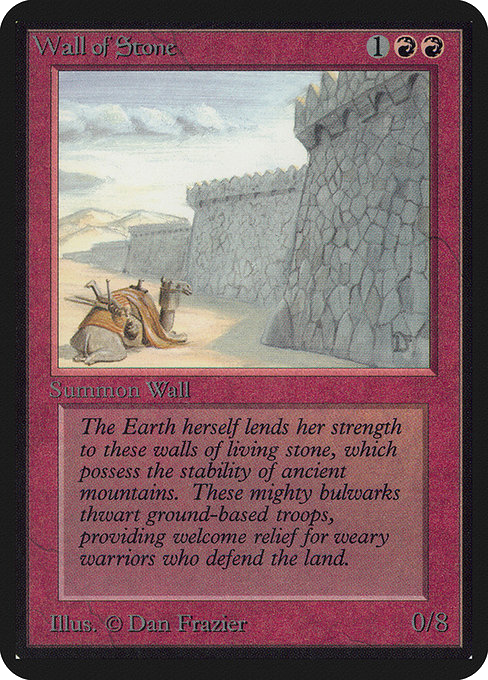 Wall of Stone 1
Summon Wall
The Earth herself lends her strength
to these walls of living stone, which
possess the stability of ancient
mountains. These mighty bulwarks
thwart ground-based troops,
providing welcome relief for weary
warriors who defend the land.
Illus. © Dan Frazier 0/8